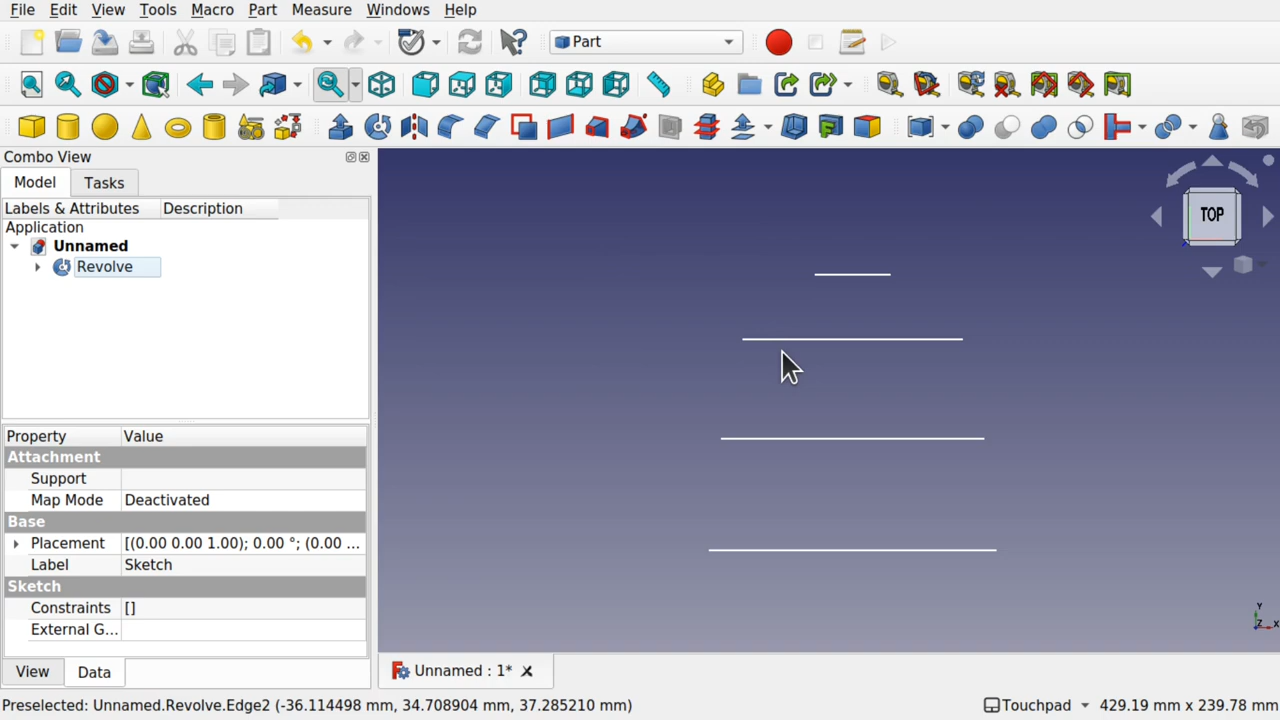 File Edit View Tools Macro Part Measure Windows Help
Part
Combo View
Model Tasks
Labels & Attributes Description
Application
Unnamed
Revolve
TOP
Property Value
Attachment
Support
Map Mode Deactivated
Base
Placement [(0.00 0.00 1.00); 0.00 °; (0.00 ...
Label Sketch
Sketch
Constraints []
External G...
Y
Z X
View Data
Unnamed : 1*
Preselected: Unnamed.Revolve.Edge2 (-36.114498 mm, 34.708904 mm, 37.285210 mm) Touchpad 429.19 mm x 239.78 mm